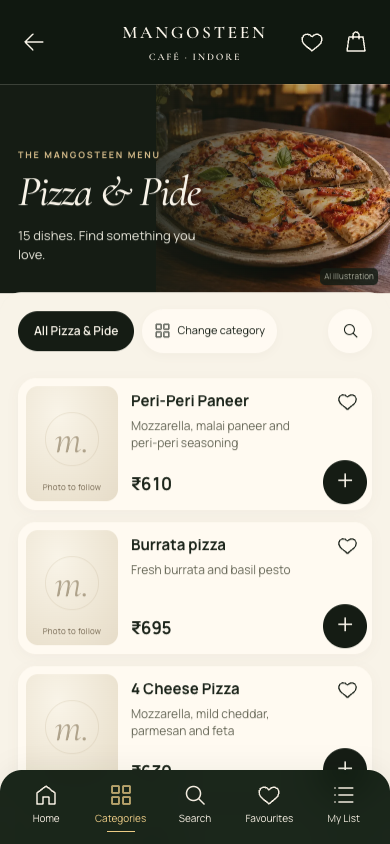 MANGOSTEEN
CAFÉ · INDORE
THE MANGOSTEEN MENU
Pizza & Pide
15 dishes. Find something you
love.
AI illustration
All Pizza & Pide
Change category
Peri-Peri Paneer
Mozzarella, malai paneer and
peri-peri seasoning
m.
Photo to follow
₹610
Burrata pizza
Fresh burrata and basil pesto
m.
Photo to follow
₹695
4 Cheese Pizza
Mozzarella, mild cheddar,
parmesan and feta
m.
Home
Categories
Search
Favourites
My List